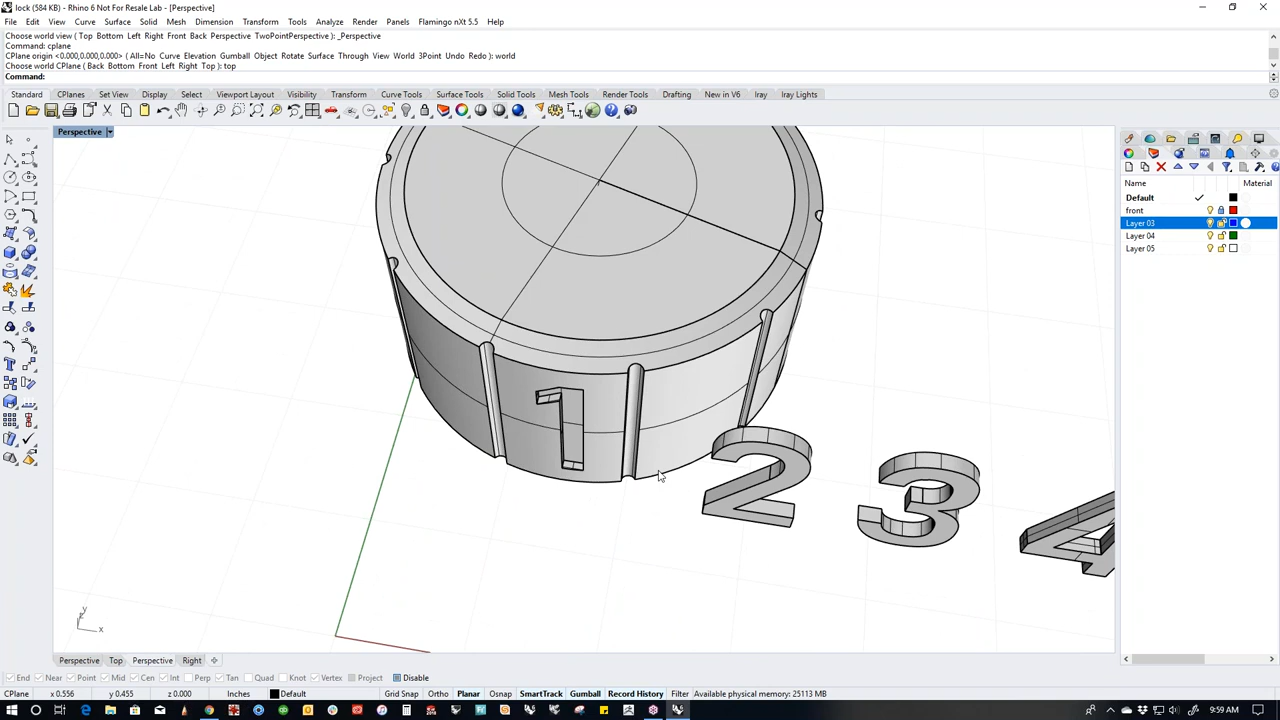 lock (584 KB) - Rhino 6 Not For Resale Lab - [Perspective]
File Edit View Curve Surface Solid Mesh Dimension Transform Tools Analyze Render Panels Flamingo nXt 5.5 Help
Choose world view ( Top Bottom Left Right Front Back Perspective TwoPointPerspective ): _Perspective
Command: cplane
CPlane origin <0.000,0.000,0.000> ( All=No Curve Elevation Gumball Object Rotate Surface Through View World 3Point Undo Redo ): world
Choose world CPlane ( Back Bottom Front Left Right Top ): top
Command:
Standard CPlanes Set View Display Select Viewport Layout Visibility Transform Curve Tools Surface Tools Solid Tools Mesh Tools Render Tools Drafting New in V6 Iray Iray Lights
Perspective
Name Material
Default
front
Layer 03
Layer 04
Layer 05
1
2
3
4
y
x
Perspective Top Perspective Right
End Near Point Mid Cen Int Perp Tan Quad Knot Vertex Project Disable
CPlane x 0.556 y 0.455 z 0.000 Inches Default Grid Snap Ortho Planar Osnap SmartTrack Gumball Record History Filter Available physical memory: 25113 MB
9:59 AM